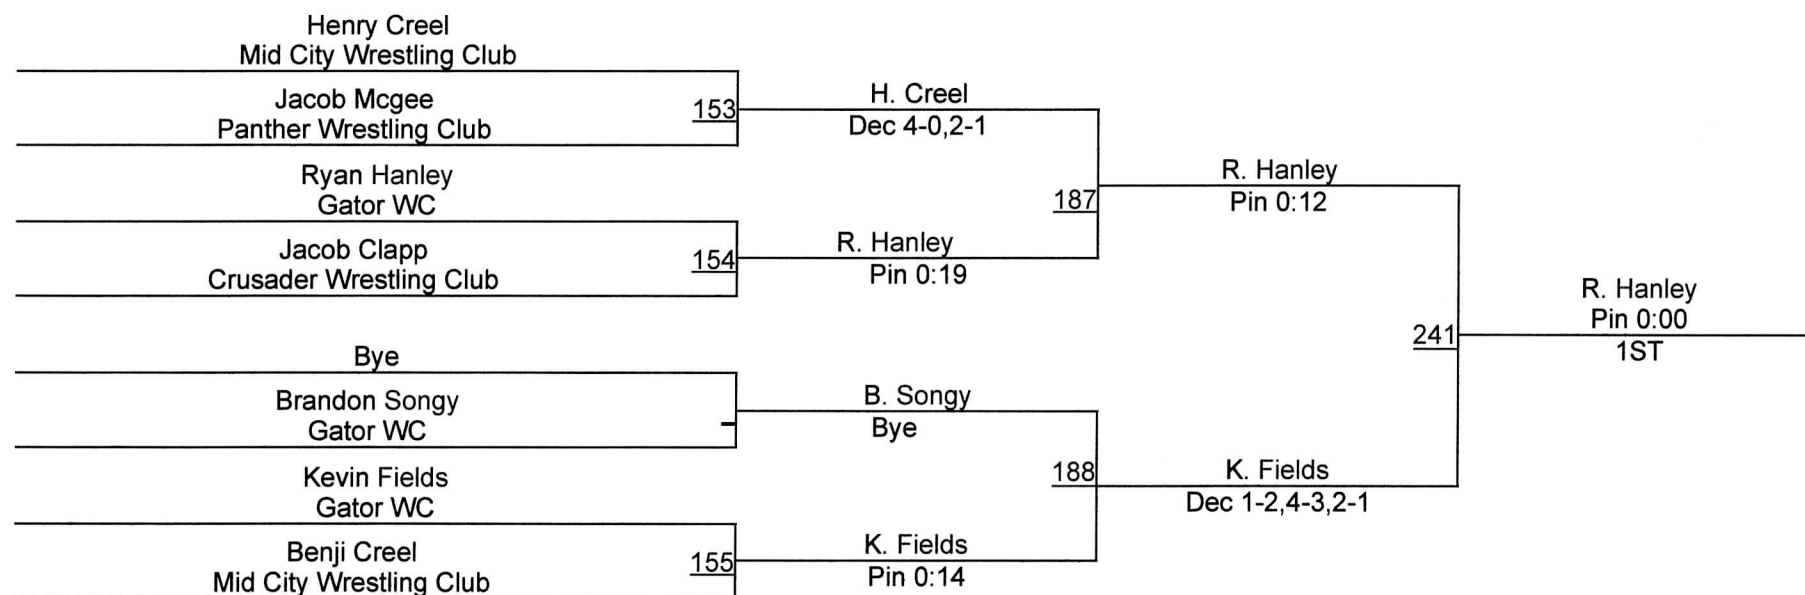 Henry Creel
Mid City Wrestling Club
Jacob Mcgee
Panther Wrestling Club
153
H. Creel
Dec 4-0,2-1
Ryan Hanley
Gator WC
Jacob Clapp
Crusader Wrestling Club
154
R. Hanley
Pin 0:19
187
R. Hanley
Pin 0:12
Bye
Brandon Songy
Gator WC
B. Songy
Bye
Kevin Fields
Gator WC
Benji Creel
Mid City Wrestling Club
155
K. Fields
Pin 0:14
188
K. Fields
Dec 1-2,4-3,2-1
241
R. Hanley
Pin 0:00
1ST